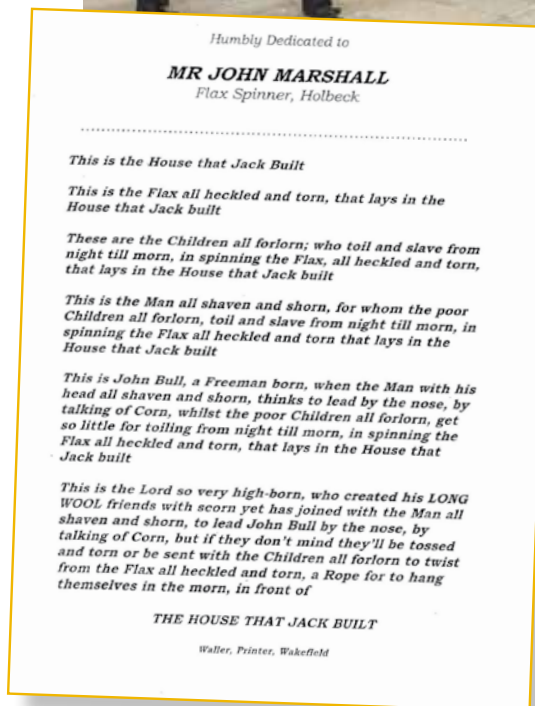 Humbly Dedicated to
MR JOHN MARSHALL
Flax Spinner, Holbeck
This is the House that Jack Built
This is the Flax all heckled and torn, that lays in the
House that Jack built
These are the Children all forlorn; who toil and slave from
night till morn, in spinning the Flax, all heckled and torn,
that lays in the House that Jack built
This is the Man all shaven and shorn, for whom the poor
Children all forlorn, toil and slave from night till morn, in
spinning the Flax all heckled and torn that lays in the
House that Jack built
This is John Bull, a Freeman born, when the Man with his
head all shaven and shorn, thinks to lead by the nose, by
talking of Corn, whilst the poor Children all forlorn, get
so little for toiling from night till morn, in spinning the
Flax all heckled and torn, that lays in the House that
Jack built
This is the Lord so very high-born, who created his LONG
WOOL friends with scorn yet has joined with the Man all
shaven and shorn, to lead John Bull by the nose, by
talking of Corn, but if they don't mind they'll be tossed
and torn or be sent with the Children all forlorn to twist
from the Flax all heckled and torn, a Rope for to hang
themselves in the morn, in front of
THE HOUSE THAT JACK BUILT
Waller, Printer, Wakefield